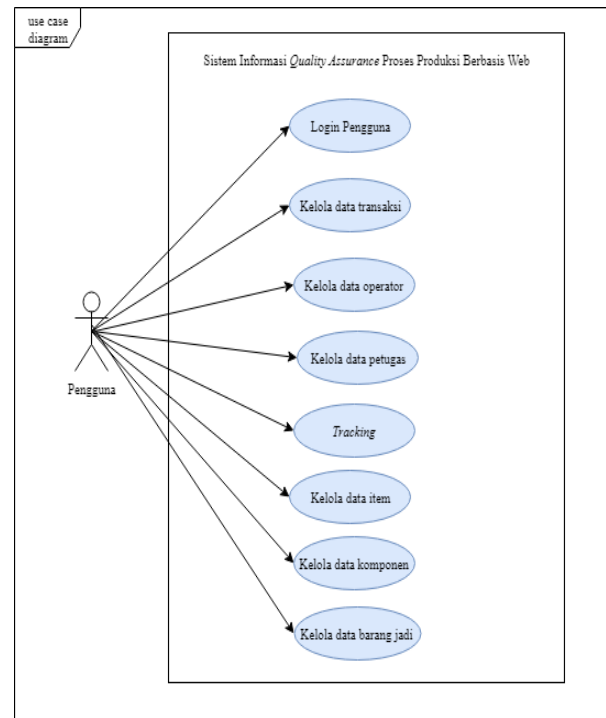 use case
diagram
Sistem Informasi Quality Assurance Proses Produksi Berbasis Web
Login Pengguna
Kelola data transaksi
Kelola data operator
Kelola data petugas
Pengguna
Tracking
Kelola data item
Kelola data komponen
Kelola data barang jadi